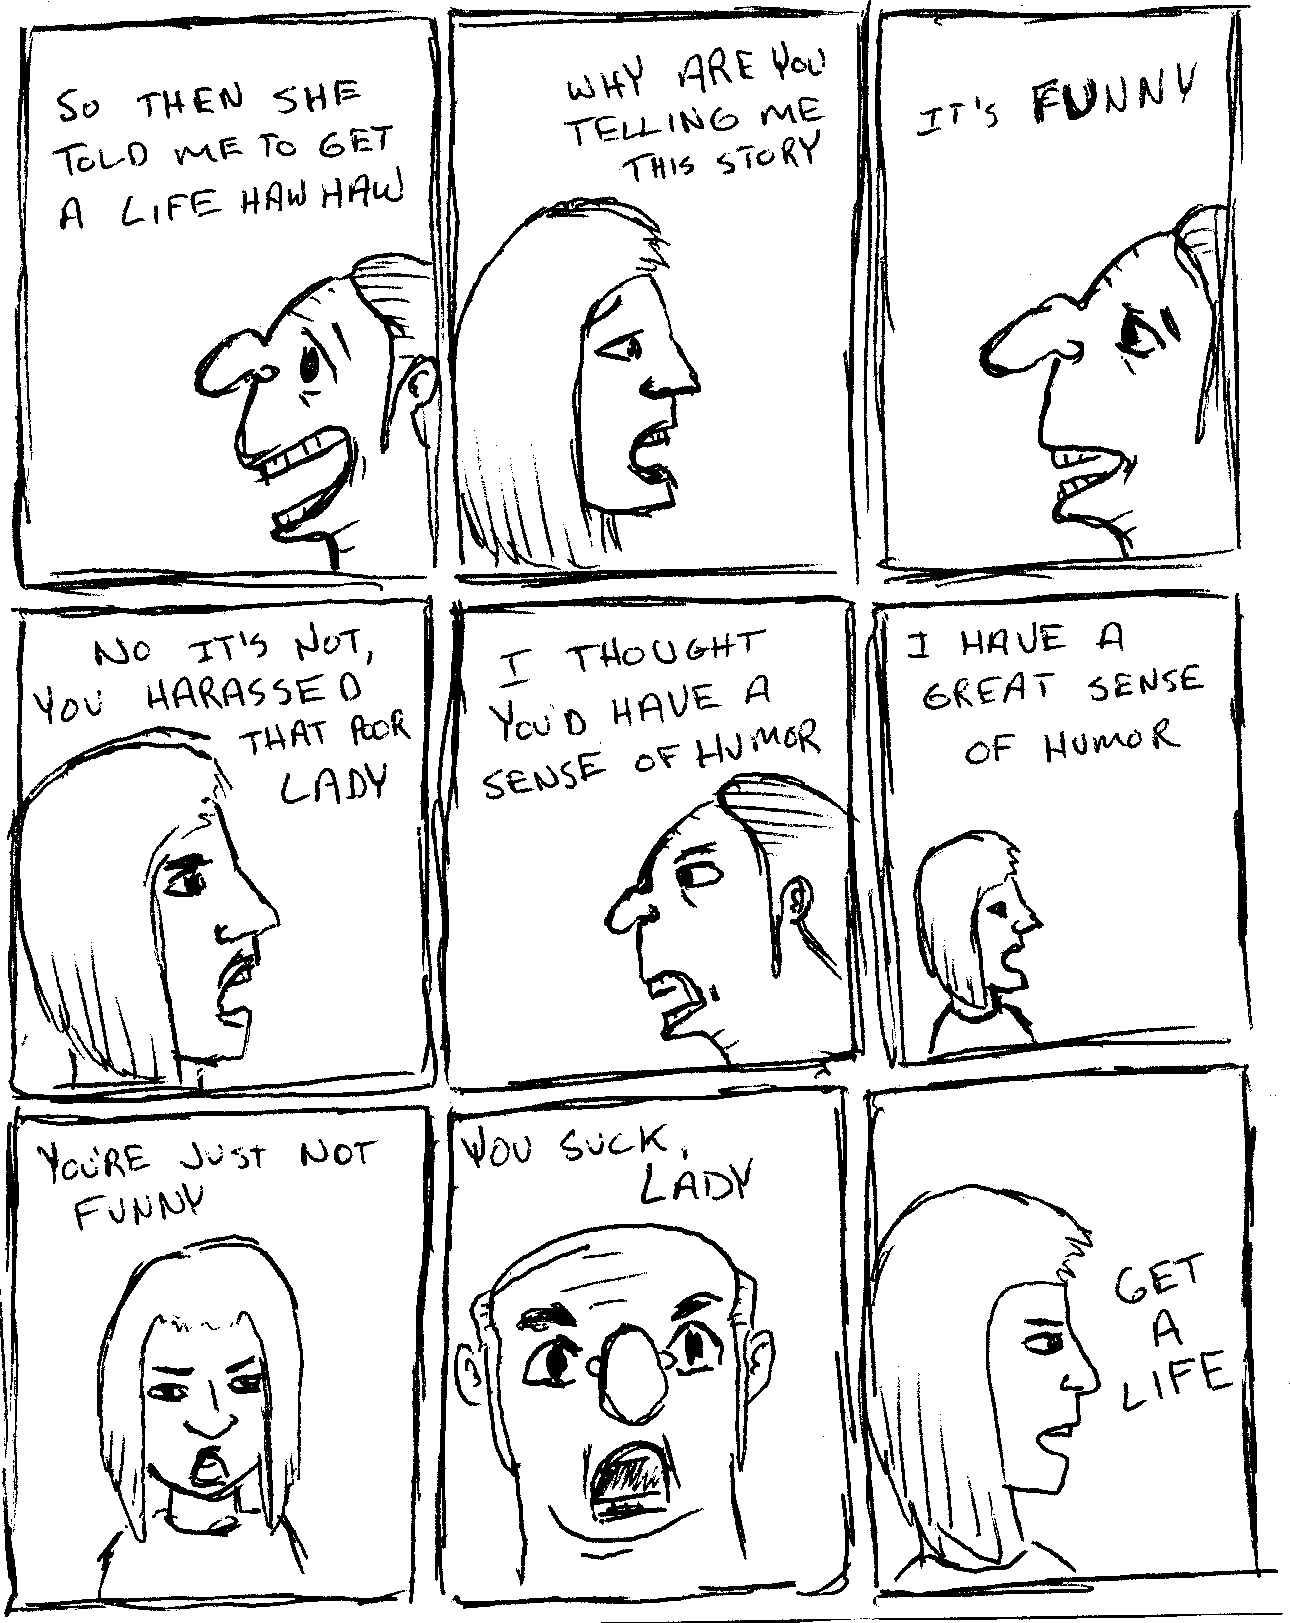 SO THEN SHE
TOLD ME TO GET
A LIFE HAW HAW
WHY ARE YOU
TELLING ME
THIS STORY
IT'S FUNNY
NO IT'S NOT,
YOU HARASSED
THAT POOR
LADY
I THOUGHT
YOU'D HAVE A
SENSE OF HUMOR
I HAVE A
GREAT SENSE
OF HUMOR
YOU'RE JUST NOT
FUNNY
YOU SUCK,
LADY
GET
A
LIFE